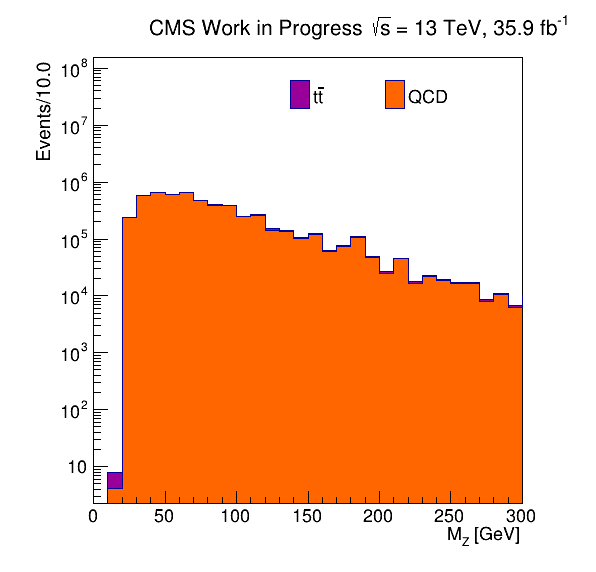 CMS Work in Progress √s = 13 TeV, 35.9 fb⁻¹
Events/10.0
tt̄
QCD
10⁸
10⁷
10⁶
10⁵
10⁴
10³
10²
10
0 50 100 150 200 250 300
M_Z [GeV]